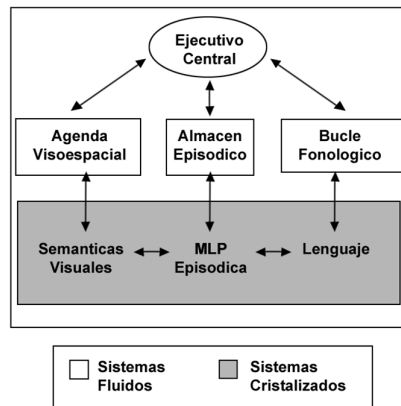 Ejecutivo
Central
Agenda
Visoespacial
Almacen
Episodico
Bucle
Fonologico
Semanticas
Visuales
MLP
Episodica
Lenguaje
Sistemas
Fluidos
Sistemas
Cristalizados